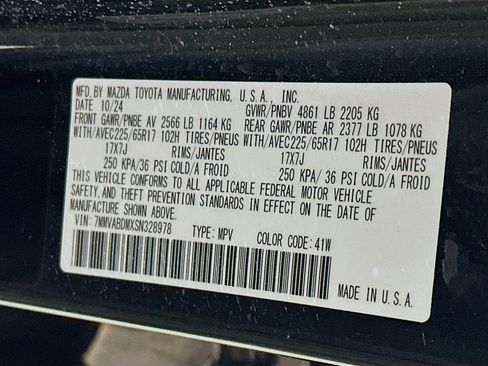 MFD. BY MAZDA TOYOTA MANUFACTURING, U.S.A., INC.
DATE: 10/24 GVWR/PNBV 4861 LB 2205 KG
FRONT GAWR/PNBE AV 2566 LB 1164 KG REAR GAWR/PNBE AR 2377 LB 1078 KG
WITH/AVEC225/65R17 102H TIRES/PNEUS WITH/AVEC225/65R17 102H TIRES/PNEUS
17X7J RIMS/JANTES 17X7J RIMS/JANTES
250 KPA/36 PSI COLD/A FROID 250 KPA/ 36 PSI COLD/A FROID
THIS VEHICLE CONFORMS TO ALL APPLICABLE FEDERAL MOTOR VEHICLE
SAFETY, AND THEFT PREVENTION STANDARDS IN EFFECT ON THE DATE OF
MANUFACTURE SHOWN ABOVE.
VIN: 7MMVABDMXSN328978 TYPE: MPV COLOR CODE: 41W
MADE IN U.S.A.